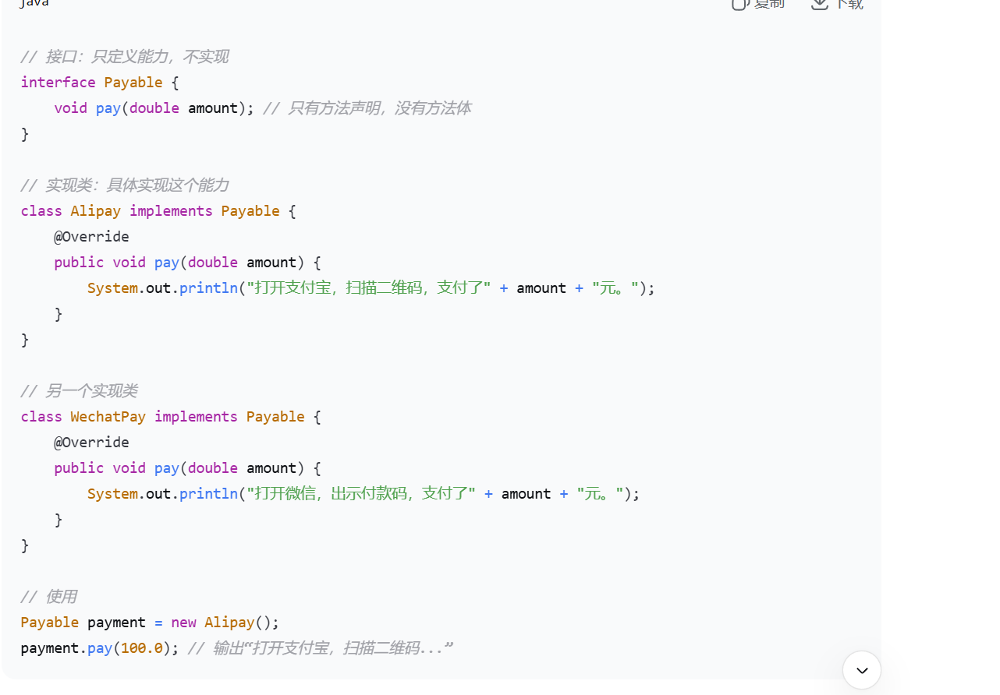 java 复制 下载
// 接口：只定义能力，不实现
interface Payable {
    void pay(double amount); // 只有方法声明，没有方法体
}
// 实现类：具体实现这个能力
class Alipay implements Payable {
    @Override
    public void pay(double amount) {
        System.out.println("打开支付宝，扫描二维码，支付了" + amount + "元。");
    }
}
// 另一个实现类
class WechatPay implements Payable {
    @Override
    public void pay(double amount) {
        System.out.println("打开微信，出示付款码，支付了" + amount + "元。");
    }
}
// 使用
Payable payment = new Alipay();
payment.pay(100.0); // 输出“打开支付宝，扫描二维码...”